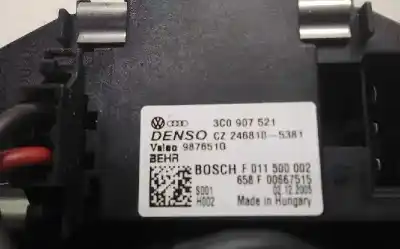 3C0 907 521
DENSO CZ 246810-5381
Valeo 9876510
BEHR
BOSCH F 011 500 002
658 F 00667515
S001 02.12.2005
H002 Made in Hungary